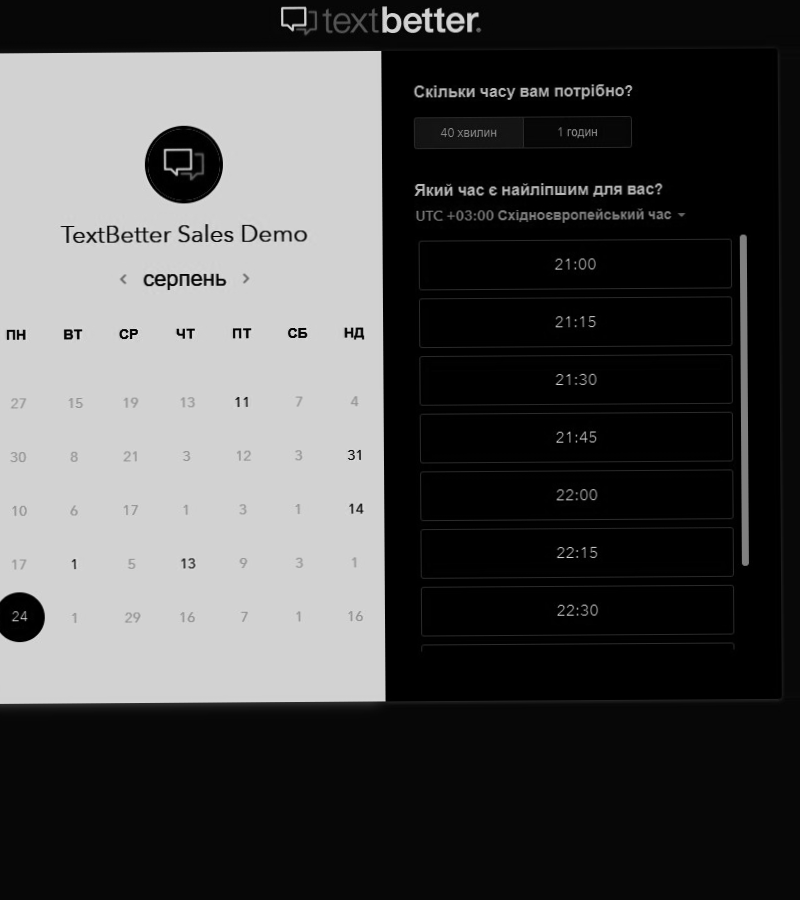 textbetter.
TextBetter Sales Demo
серпень
ПН ВТ СР ЧТ ПТ СБ НД
27 15 19 13 11 7 4
30 8 21 3 12 3 31
10 6 17 1 3 1 14
17 1 5 13 9 3 1
24 1 29 16 7 1 16
Скільки часу вам потрібно?
40 хвилин 1 годин
Який час є найліпшим для вас?
UTC +03:00 Східноєвропейський час
21:00
21:15
21:30
21:45
22:00
22:15
22:30